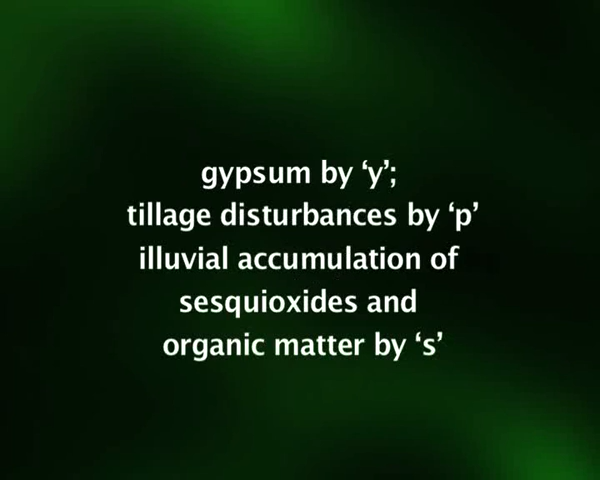 gypsum by ‘y’;
tillage disturbances by ‘p’
illuvial accumulation of
sesquioxides and
organic matter by ‘s’